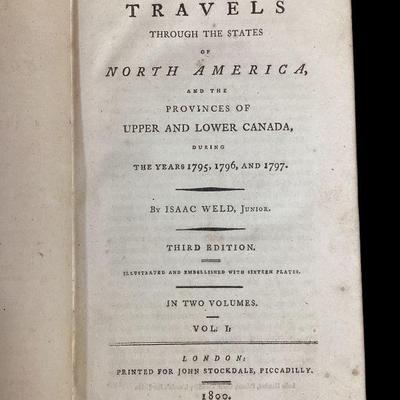 TRAVELS
THROUGH THE STATES
OF
NORTH AMERICA,
AND THE
PROVINCES OF
UPPER AND LOWER CANADA,
DURING
THE YEARS 1795, 1796, AND 1797.
BY ISAAC WELD, JUNIOR.
THIRD EDITION.
ILLUSTRATED AND EMBELLISHED WITH SIXTEEN PLATES.
IN TWO VOLUMES.
VOL. I.
LONDON:
PRINTED FOR JOHN STOCKDALE, PICCADILLY.
1800.